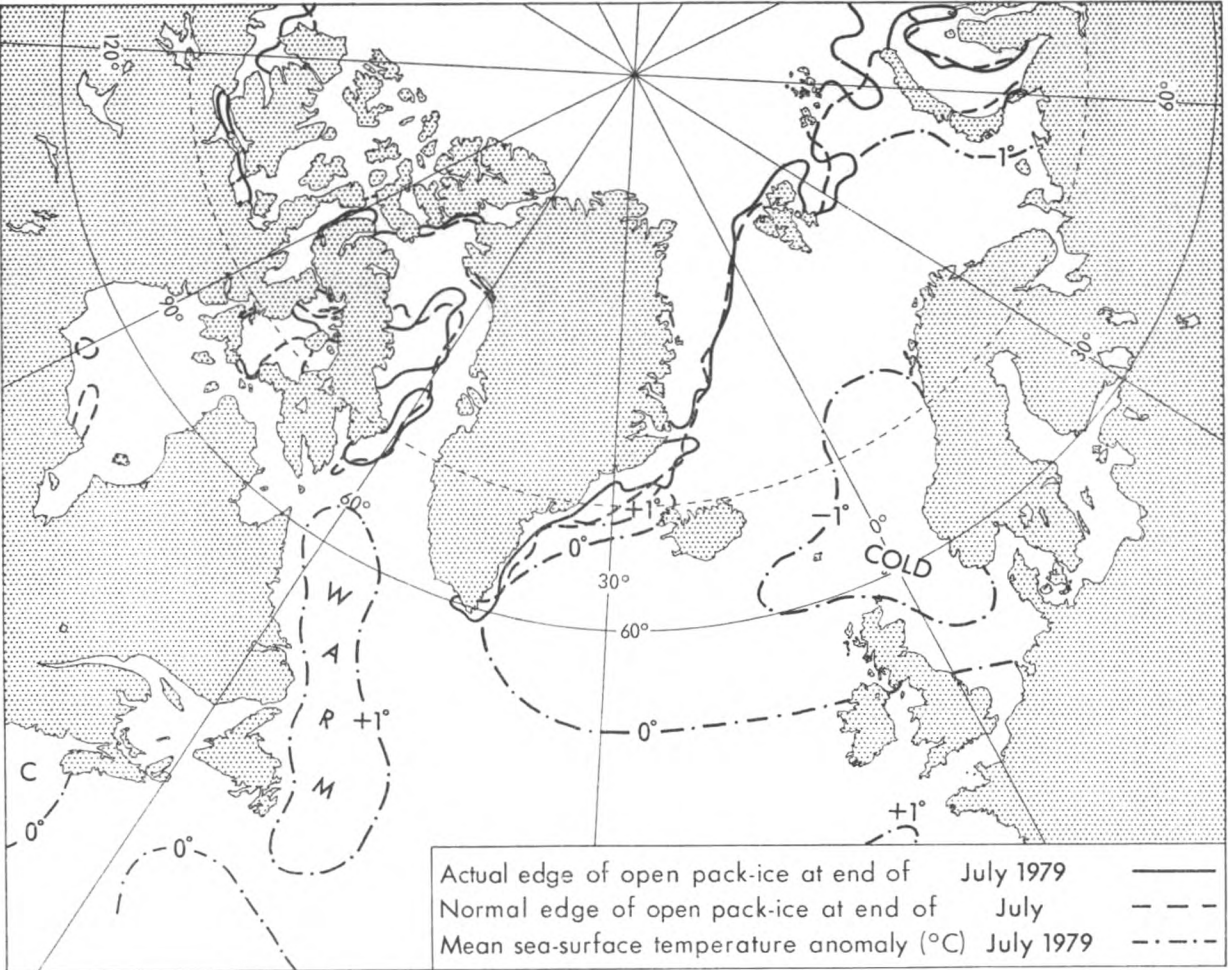 120°
60°
-1°
90°
30°
+1°
-1°
0°
60°
0°
COLD
30°
60°
WARM
+1°
0°
C
0°
0°
+1°
Actual edge of open pack-ice at end of July 1979
Normal edge of open pack-ice at end of July
Mean sea-surface temperature anomaly (°C) July 1979